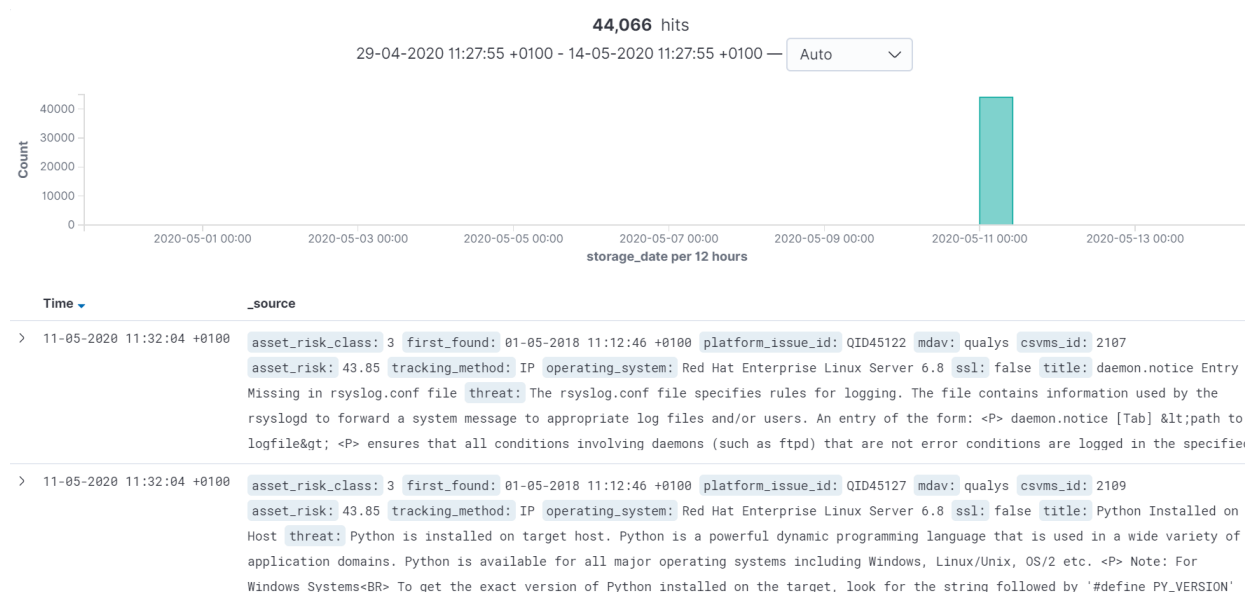 44,066 hits
29-04-2020 11:27:55 +0100 - 14-05-2020 11:27:55 +0100 — Auto
40000
30000
20000
10000
0
Count
2020-05-01 00:00 2020-05-03 00:00 2020-05-05 00:00 2020-05-07 00:00 2020-05-09 00:00 2020-05-11 00:00 2020-05-13 00:00
storage_date per 12 hours
Time _source
11-05-2020 11:32:04 +0100 asset_risk_class: 3 first_found: 01-05-2018 11:12:46 +0100 platform_issue_id: QID45122 mdav: qualys csvms_id: 2107
asset_risk: 43.85 tracking_method: IP operating_system: Red Hat Enterprise Linux Server 6.8 ssl: false title: daemon.notice Entry
Missing in rsyslog.conf file threat: The rsyslog.conf file specifies rules for logging. The file contains information used by the
rsyslogd to forward a system message to appropriate log files and/or users. An entry of the form: <P> daemon.notice [Tab] &lt;path to
logfile&gt; <P> ensures that all conditions involving daemons (such as ftpd) that are not error conditions are logged in the specified
11-05-2020 11:32:04 +0100 asset_risk_class: 3 first_found: 01-05-2018 11:12:46 +0100 platform_issue_id: QID45127 mdav: qualys csvms_id: 2109
asset_risk: 43.85 tracking_method: IP operating_system: Red Hat Enterprise Linux Server 6.8 ssl: false title: Python Installed on
Host threat: Python is installed on target host. Python is a powerful dynamic programming language that is used in a wide variety of
application domains. Python is available for all major operating systems including Windows, Linux/Unix, OS/2 etc. <P> Note: For
Windows Systems<BR> To get the exact version of Python installed on the target, look for the string followed by '#define PY_VERSION'